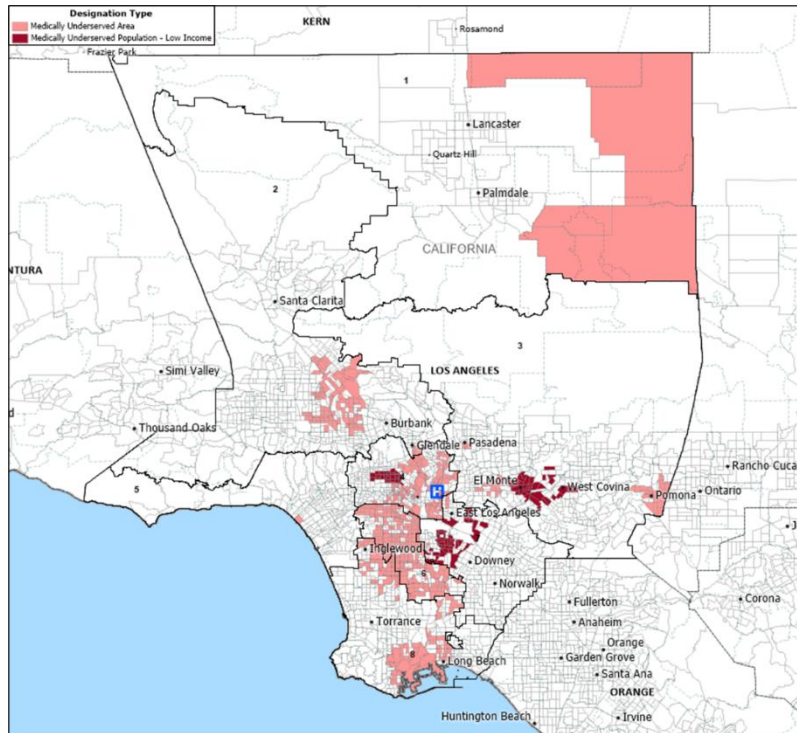 Designation Type
Medically Underserved Area
Medically Underserved Population - Low Income
KERN
Rosamond
Frazier Park
1
Lancaster
Quartz Hill
2
Palmdale
CALIFORNIA
NTURA
Santa Clarita
3
LOS ANGELES
Simi Valley
Burbank
Thousand Oaks
Glendale
Pasadena
Rancho Cuca
El Monte
West Covina
5
H
Pomona
Ontario
East Los Angeles
Inglewood
Downey
6
Norwalk
Fullerton
Corona
Torrance
Anaheim
Orange
8
Long Beach
Garden Grove
Santa Ana
ORANGE
Huntington Beach
Irvine